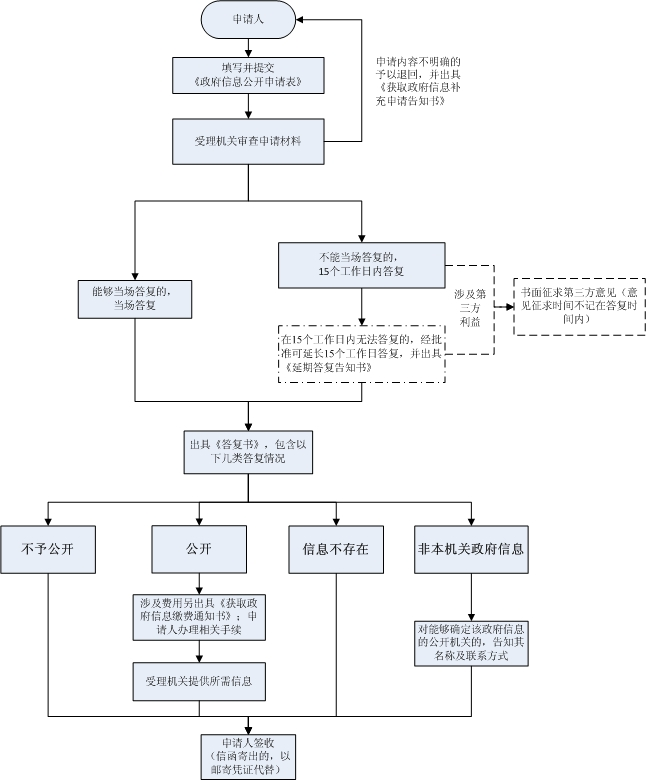 申请人
填写并提交
《政府信息公开申请表》
申请内容不明确的
予以退回，并出具
《获取政府信息补
充申请告知书》
受理机关审查申请材料
能够当场答复的，
当场答复
不能当场答复的，
15个工作日内答复
涉及第
三方
利益
书面征求第三方意见（意
见征求时间不记在答复时
间内）
在15个工作日内无法答复的，经批
准可延长15个工作日答复，并出具
《延期答复告知书》
出具《答复书》，包含以
下几类答复情况
不予公开
公开
信息不存在
非本机关政府信息
涉及费用另出具《获取政
府信息缴费通知书》；申
请人办理相关手续
对能够确定该政府信息
的公开机关的，告知其
名称及联系方式
受理机关提供所需信息
申请人签收
（信函寄出的，以
邮寄凭证代替）